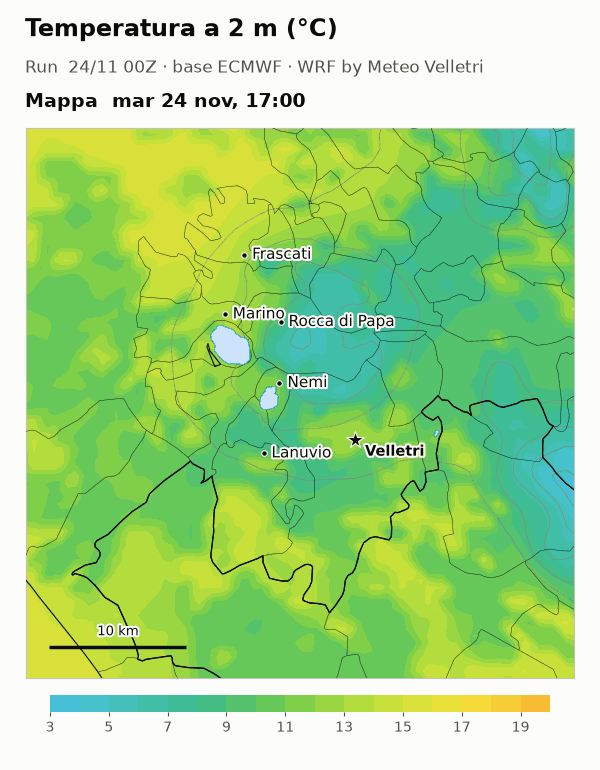 Temperatura a 2 m (°C)
Run 24/11 00Z · base ECMWF · WRF by Meteo Velletri
Mappa mar 24 nov, 17:00
Frascati
Marino
Rocca di Papa
Nemi
Velletri
Lanuvio
10 km
3 5 7 9 11 13 15 17 19